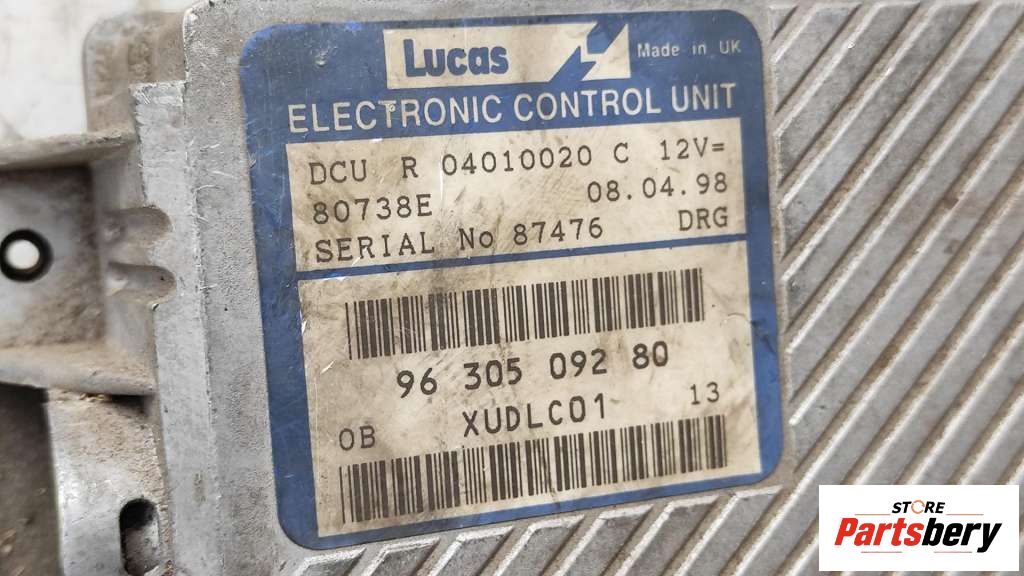 Lucas Made in UK
ELECTRONIC CONTROL UNIT
DCU R 04010020 C 12V=
80738E 08.04.98
SERIAL No 87476 DRG
96 305 092 80
0B XUDLC01 13
STORE
Partsbery